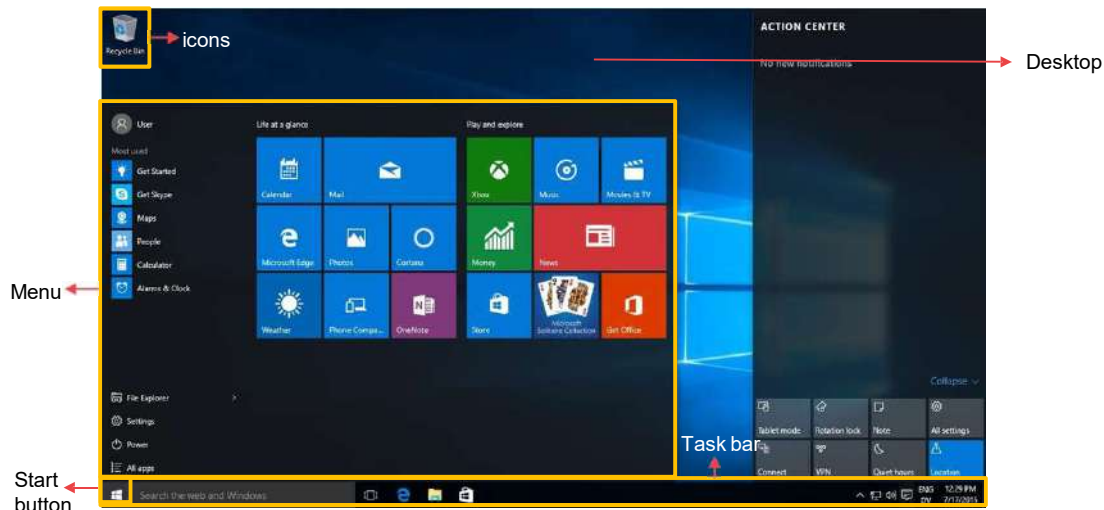 ACTION CENTER
icons
Recycle Bin
Desktop
No new notifications
User
Life at a glance
Play and explore
Most used
Get Started
Get Skype
Calendar
Mail
Xbox
Music
Movies & TV
Maps
People
Calculator
Microsoft Edge
Photos
Cortana
Money
News
Menu
Alarms & Clock
Weather
Phone Compa...
OneNote
Store
Microsoft
Solitaire Collection
Get Office
Collapse
File Explorer
Settings
Tablet mode
Rotation lock
Note
All settings
Power
Task bar
All apps
Connect
VPN
Quiet hours
Location
Start
button
Search the web and Windows
ENG
12:29 PM
DV
7/17/2015